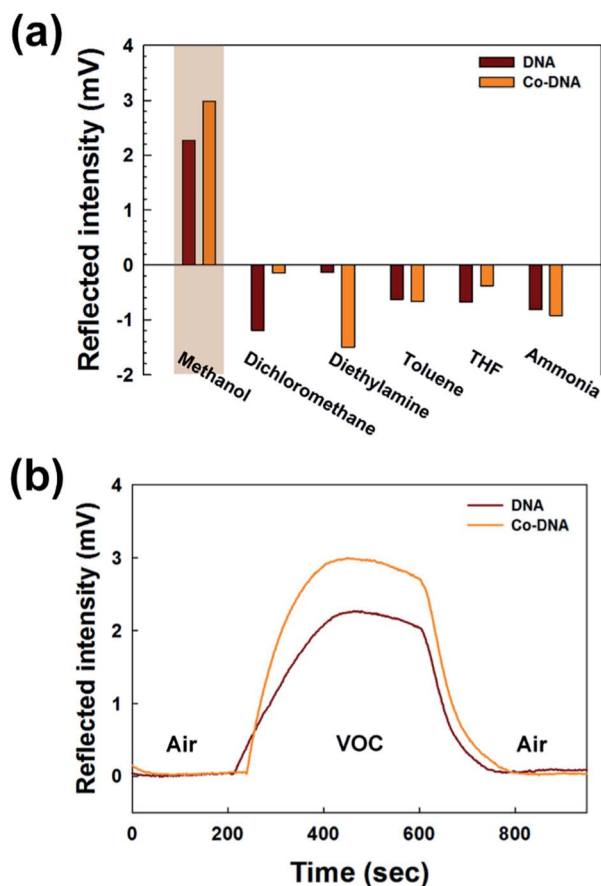 (a)
Reflected intensity (mV)
4
3
2
1
0
-1
-2
DNA
Co-DNA
Methanol
Dichloromethane
Diethylamine
Toluene
THF
Ammonia
(b)
Reflected intensity (mV)
4
3
2
1
0
DNA
Co-DNA
Air
VOC
Air
0
200
400
600
800
Time (sec)